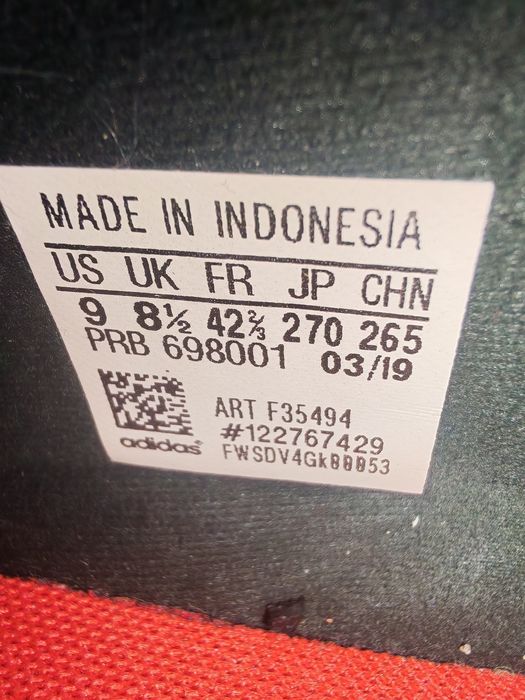 MADE IN INDONESIA
US UK FR JP CHN
9 8½ 42⅔ 270 265
PRB 698001 03/19
ART F35494
#122767429
adidas FWSDV4Gk00053